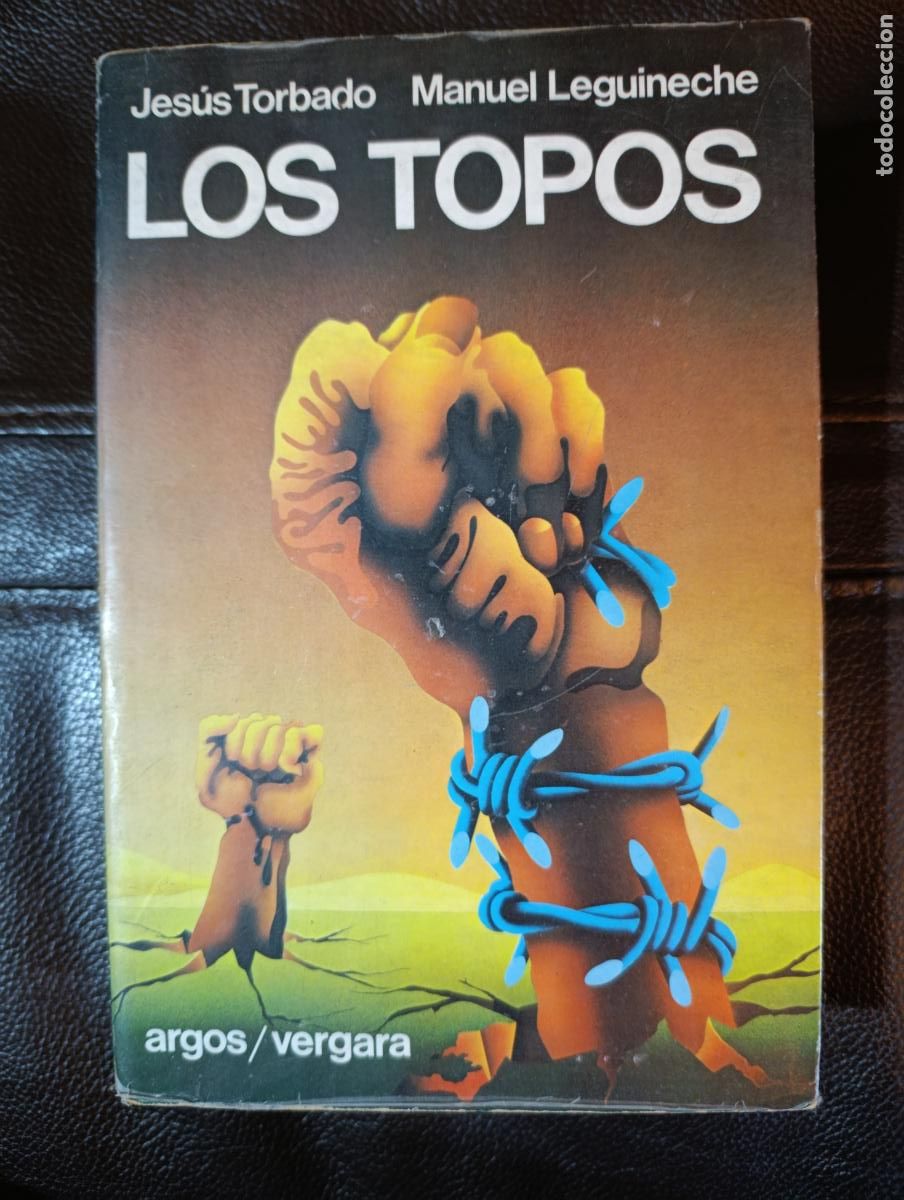 Jesús Torbado Manuel Leguineche
LOS TOPOS
argos/vergara
todocoleccion